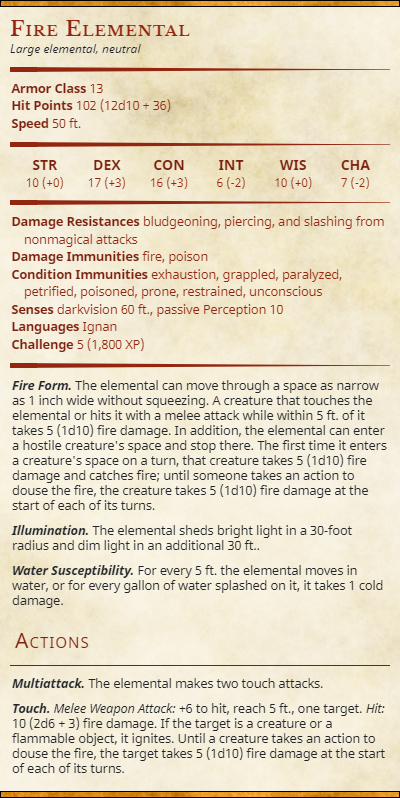 Fire Elemental
Large elemental, neutral
Armor Class 13
Hit Points 102 (12d10 + 36)
Speed 50 ft.
STR DEX CON INT WIS CHA
10 (+0) 17 (+3) 16 (+3) 6 (-2) 10 (+0) 7 (-2)
Damage Resistances bludgeoning, piercing, and slashing from
nonmagical attacks
Damage Immunities fire, poison
Condition Immunities exhaustion, grappled, paralyzed,
petrified, poisoned, prone, restrained, unconscious
Senses darkvision 60 ft., passive Perception 10
Languages Ignan
Challenge 5 (1,800 XP)
Fire Form. The elemental can move through a space as narrow
as 1 inch wide without squeezing. A creature that touches the
elemental or hits it with a melee attack while within 5 ft. of it
takes 5 (1d10) fire damage. In addition, the elemental can enter
a hostile creature's space and stop there. The first time it enters
a creature's space on a turn, that creature takes 5 (1d10) fire
damage and catches fire; until someone takes an action to
douse the fire, the creature takes 5 (1d10) fire damage at the
start of each of its turns.
Illumination. The elemental sheds bright light in a 30-foot
radius and dim light in an additional 30 ft..
Water Susceptibility. For every 5 ft. the elemental moves in
water, or for every gallon of water splashed on it, it takes 1 cold
damage.
Actions
Multiattack. The elemental makes two touch attacks.
Touch. Melee Weapon Attack: +6 to hit, reach 5 ft., one target. Hit:
10 (2d6 + 3) fire damage. If the target is a creature or a
flammable object, it ignites. Until a creature takes an action to
douse the fire, the target takes 5 (1d10) fire damage at the start
of each of its turns.